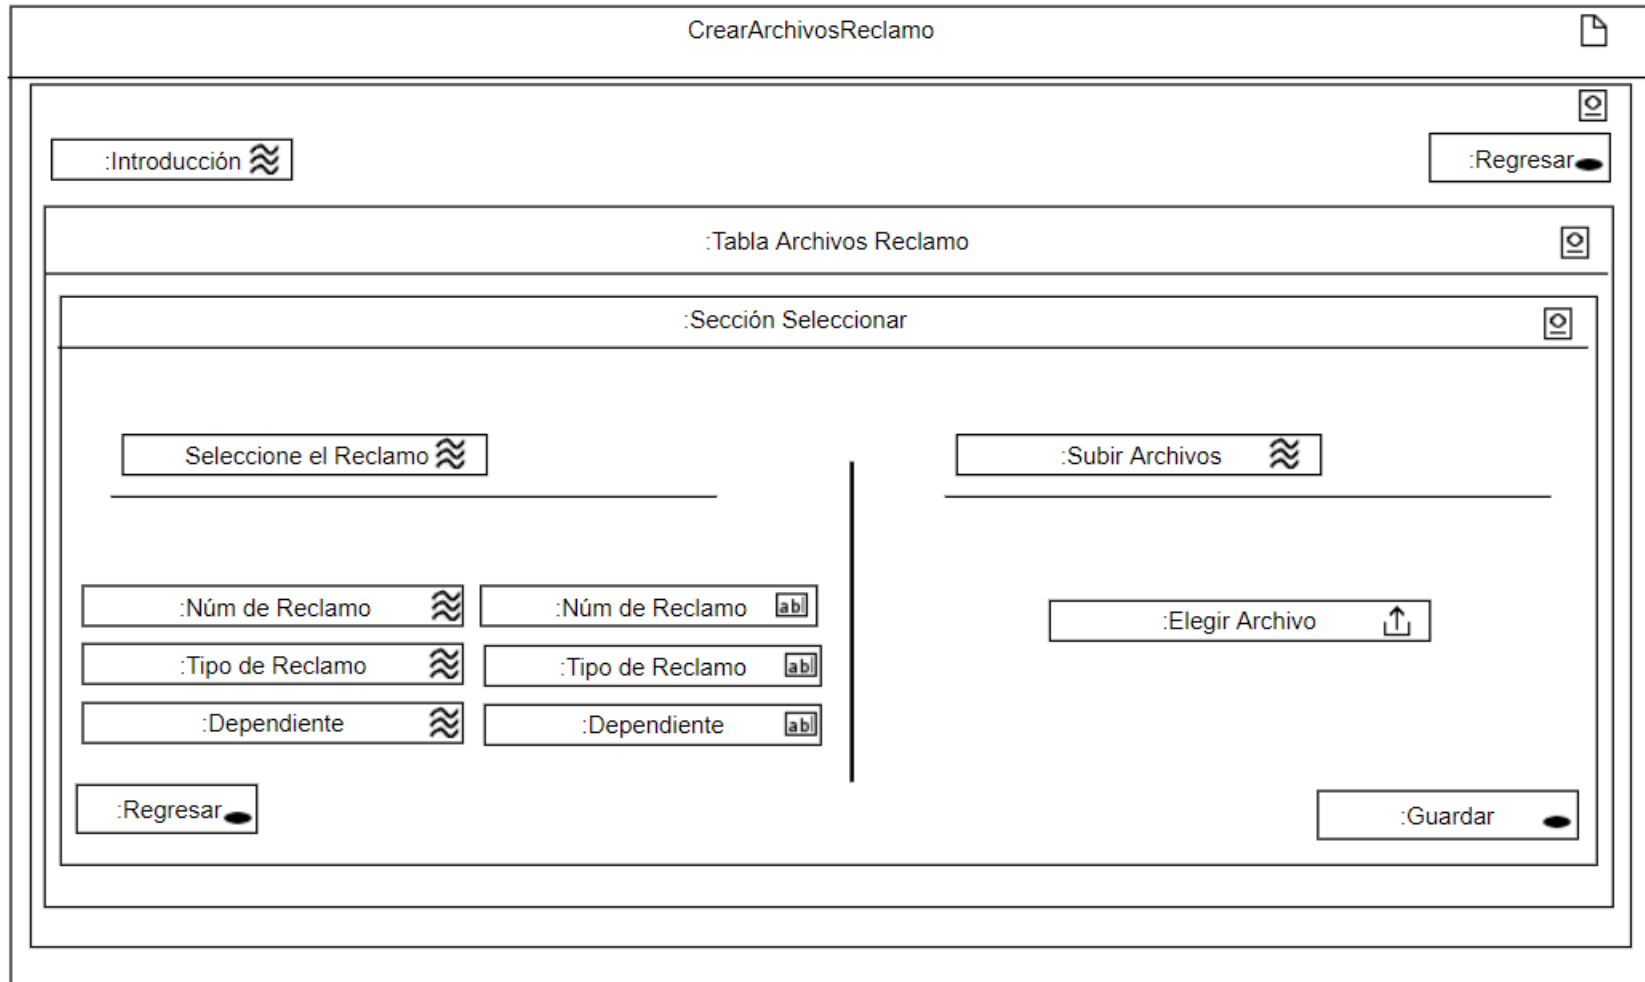 CrearArchivosReclamo
:Introducción
:Regresar
:Tabla Archivos Reclamo
:Sección Seleccionar
Seleccione el Reclamo
:Subir Archivos
:Núm de Reclamo
:Núm de Reclamo
ab
:Elegir Archivo
:Tipo de Reclamo
:Tipo de Reclamo
ab
:Dependiente
:Dependiente
ab
:Regresar
:Guardar